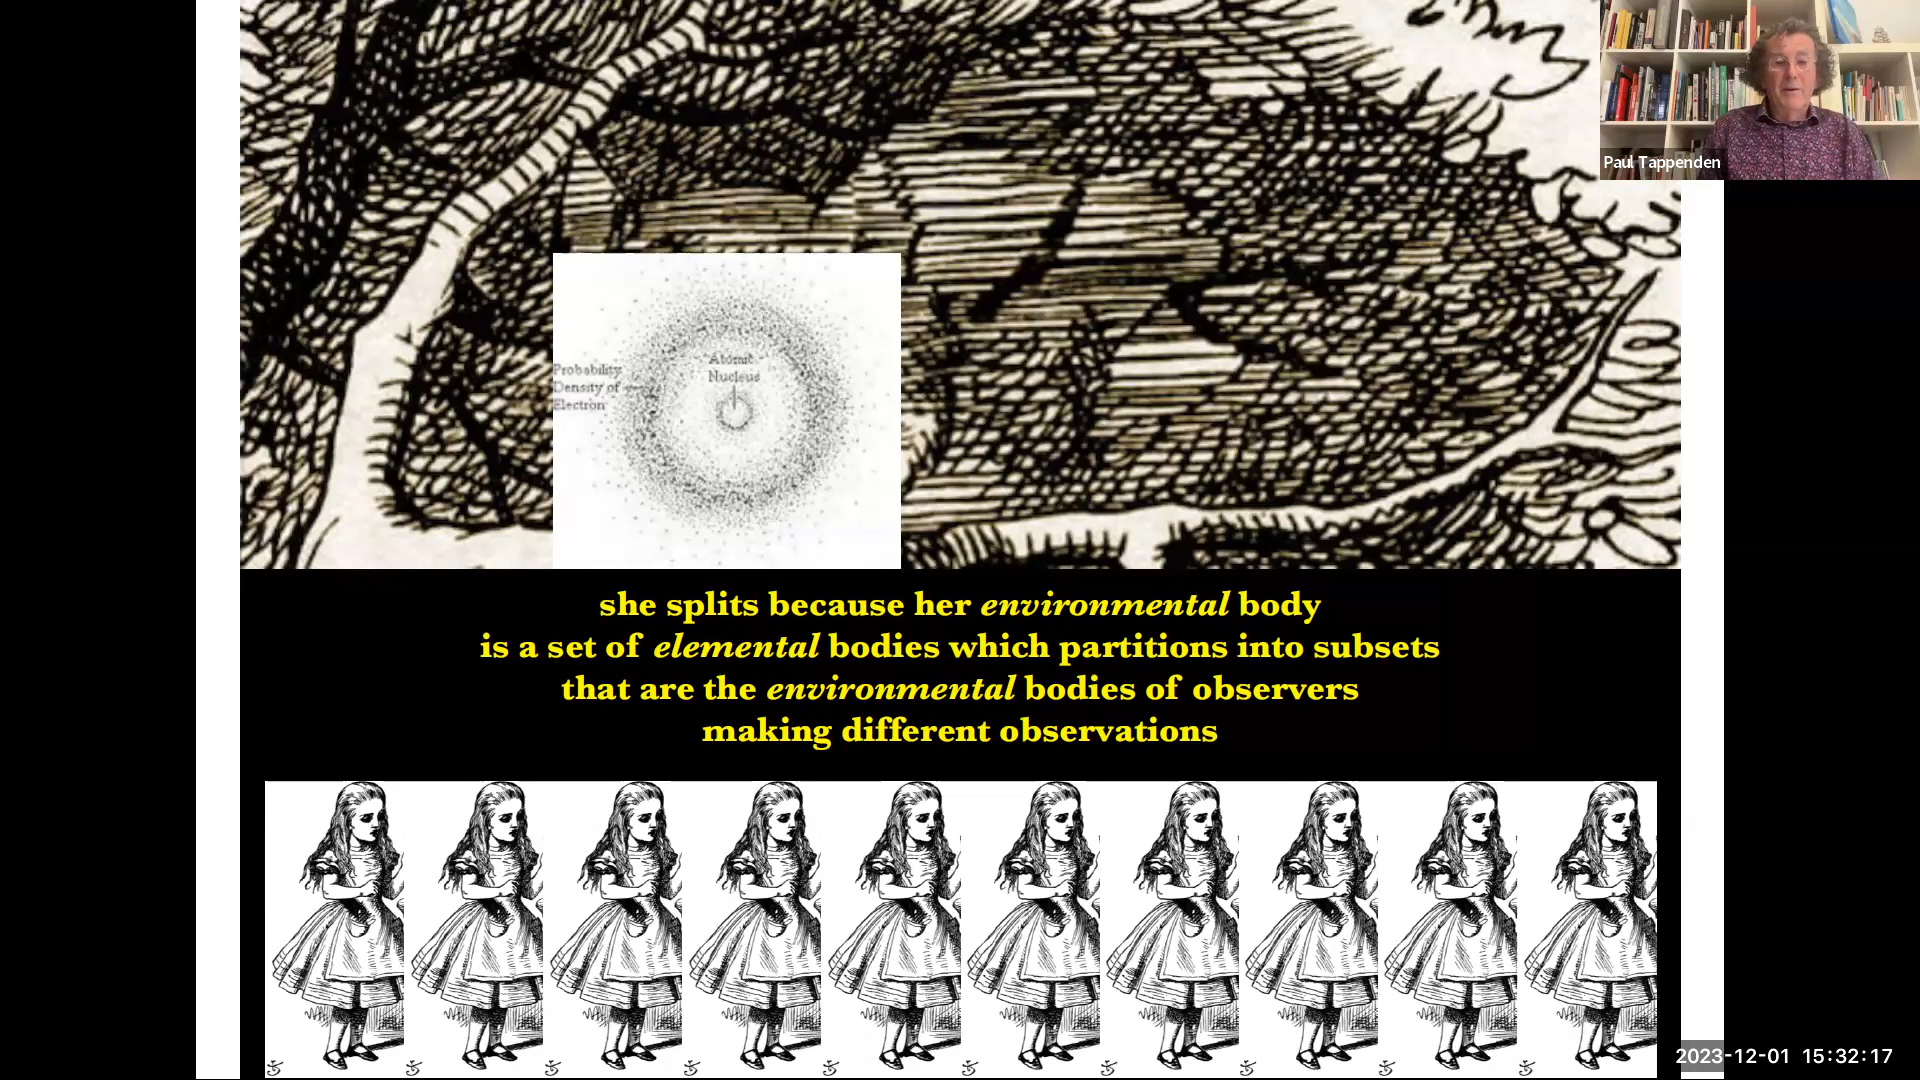 Paul Tappenden
Atomic
Nucleus
Probability
Density of
Electron
she splits because her environmental body
is a set of elemental bodies which partitions into subsets
that are the environmental bodies of observers
making different observations
2023-12-01 15:32:17